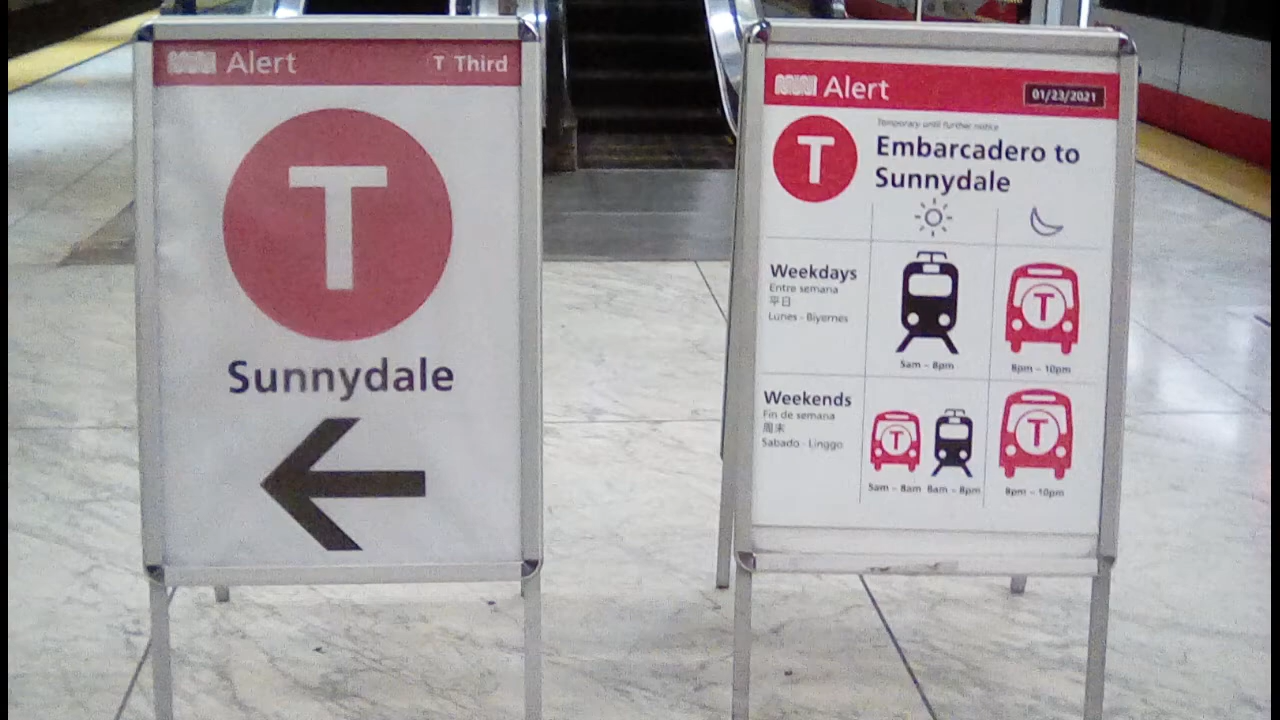 MUNI Alert
T Third
T
Sunnydale
MUNI Alert
01/23/2021
Temporary until further notice
T
Embarcadero to
Sunnydale
Weekdays
Entre semana
平日
Lunes - Biyernes
T
5am – 8pm
8pm – 10pm
Weekends
Fin de semana
周末
Sabado - Linggo
T
T
5am – 8am
8am – 8pm
8pm – 10pm